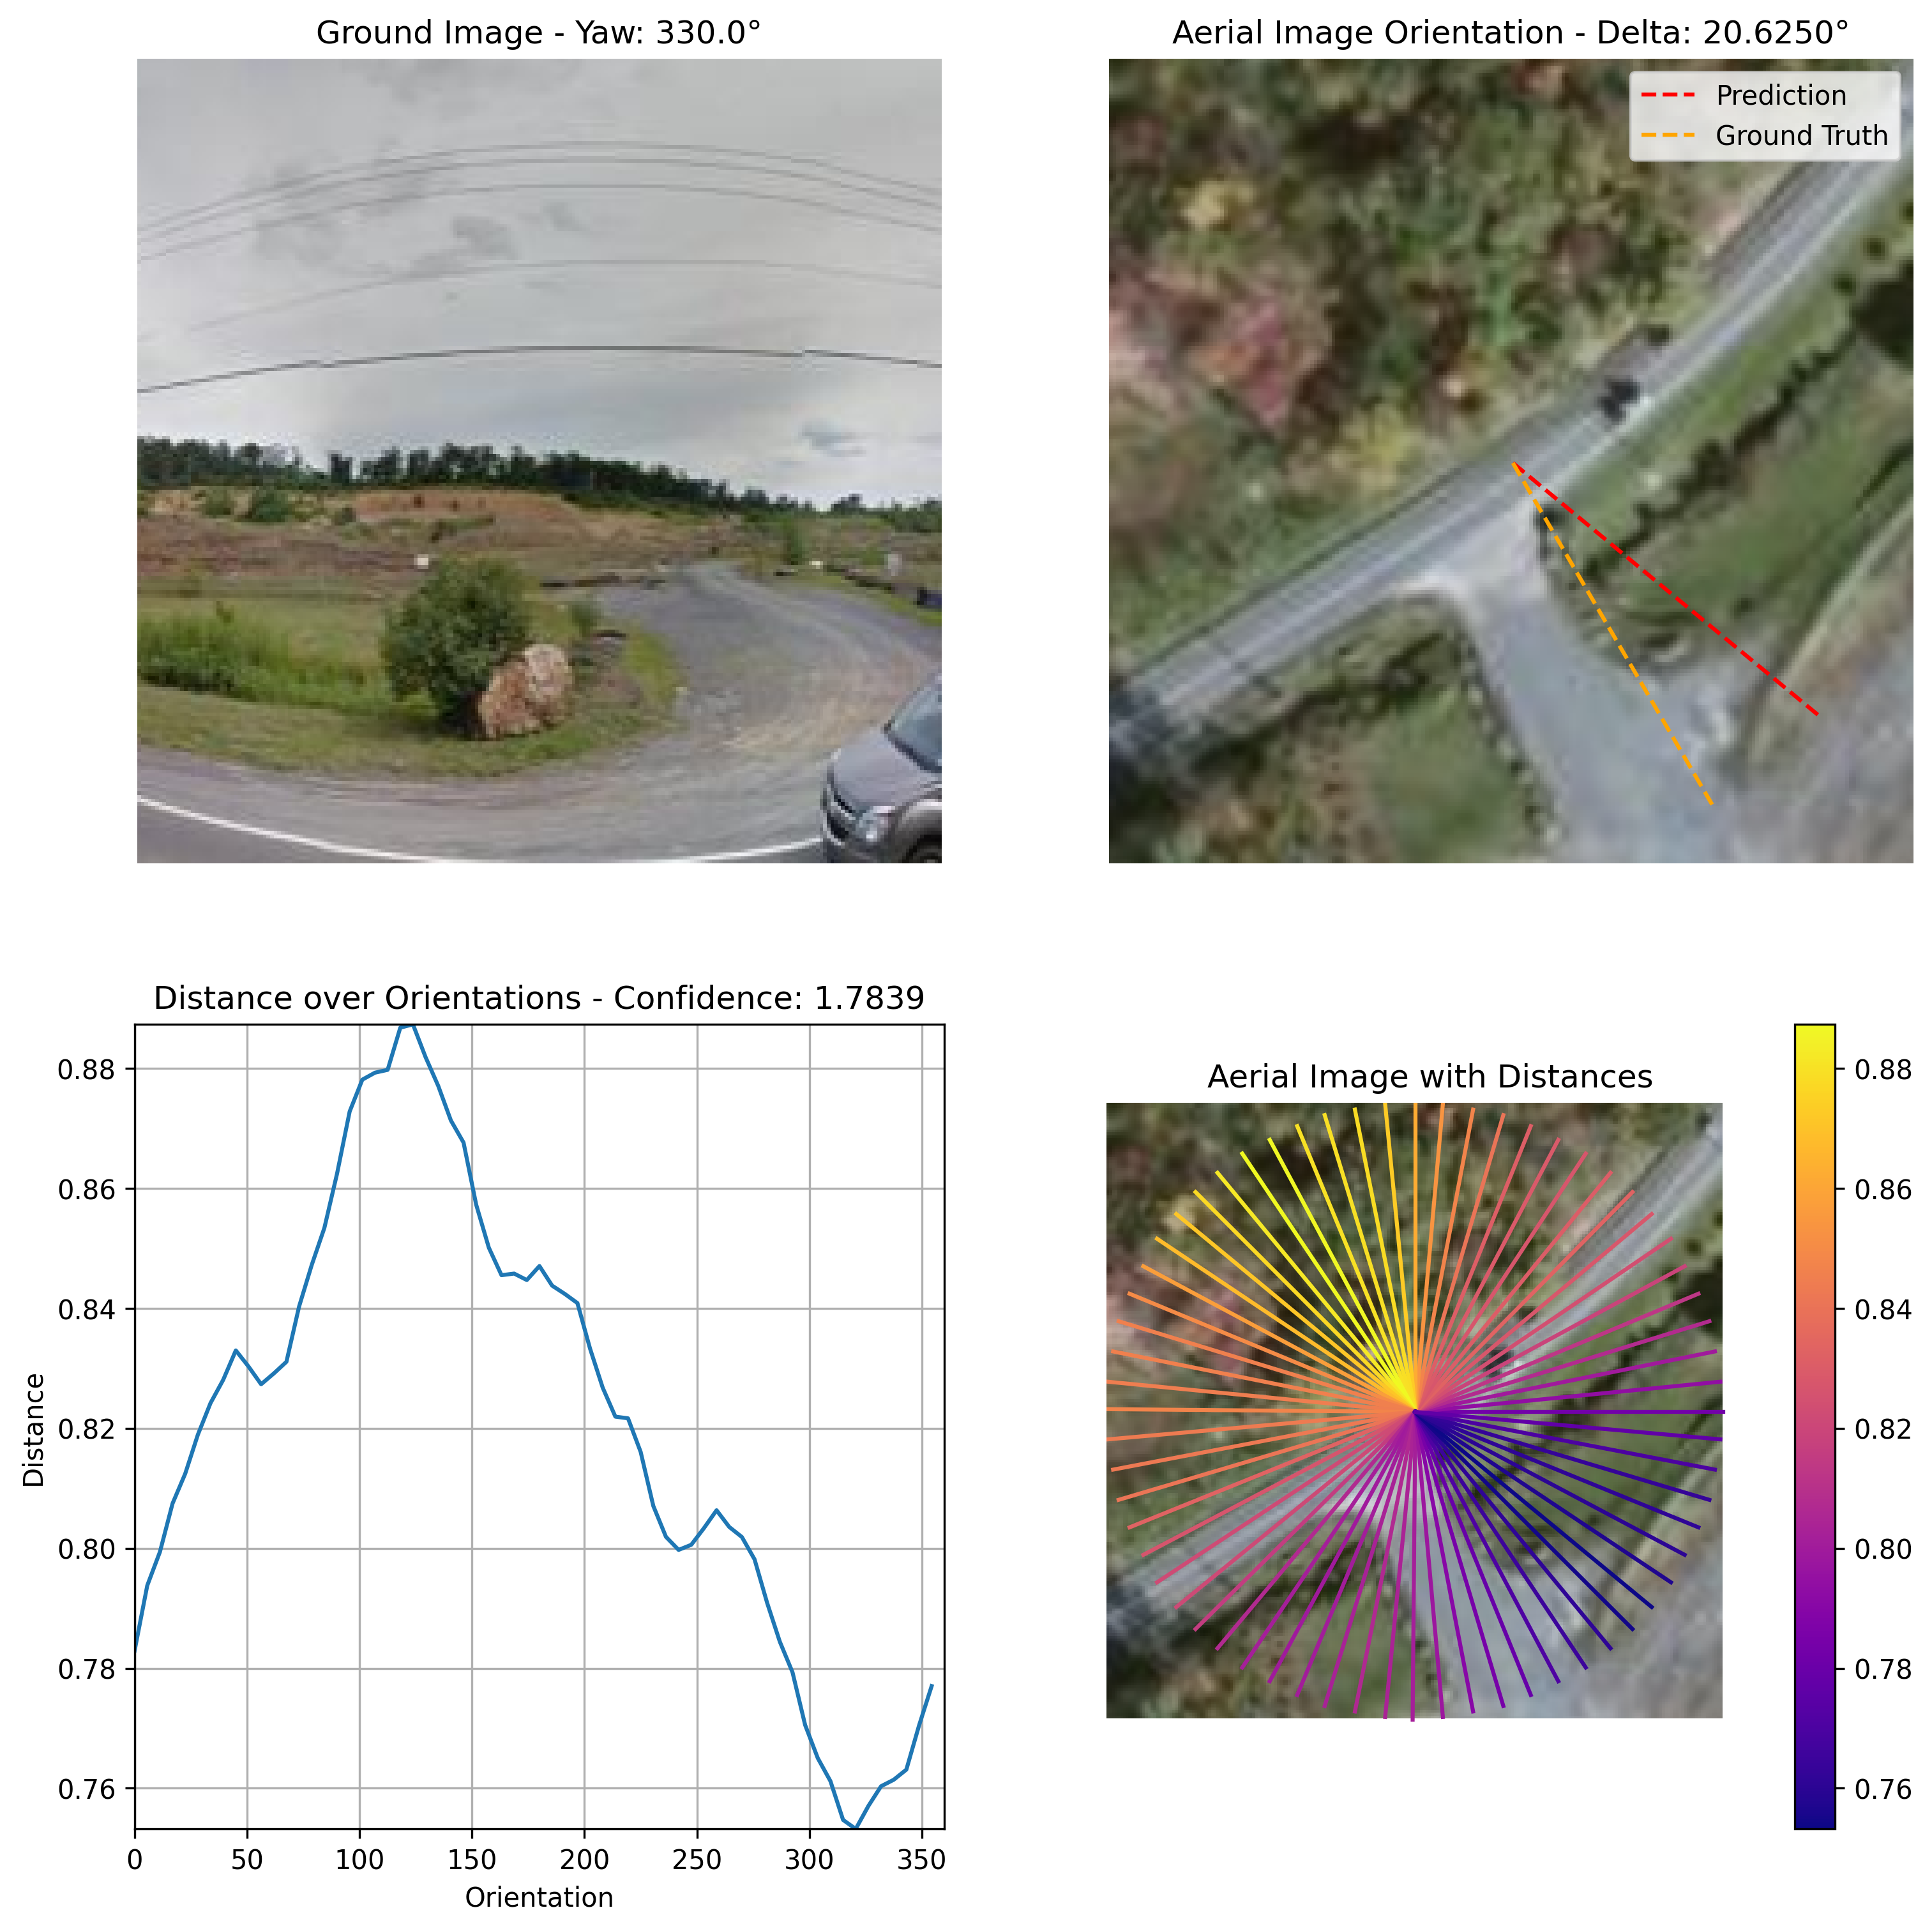 Ground Image - Yaw: 330.0°
Aerial Image Orientation - Delta: 20.6250°
Prediction
Ground Truth
Distance over Orientations - Confidence: 1.7839
0.88
0.86
0.84
0.82
0.80
0.78
0.76
Distance
0
50
100
150
200
250
300
350
Orientation
Aerial Image with Distances
0.88
0.86
0.84
0.82
0.80
0.78
0.76